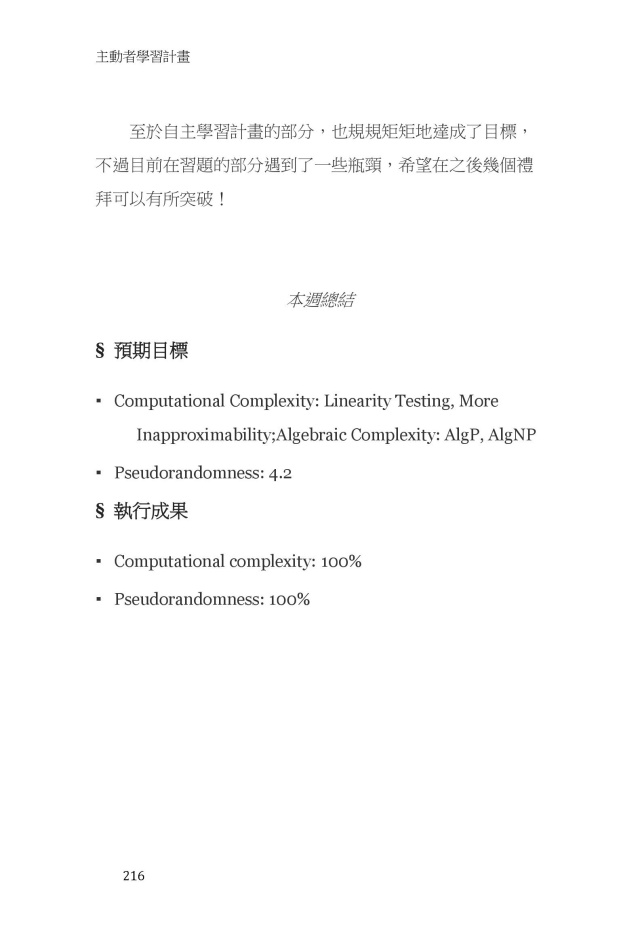 主動者學習計畫
至於自主學習計畫的部分，也規規矩矩地達成了目標，
不過目前在習題的部分遇到了一些瓶頸，希望在之後幾個禮
拜可以有所突破！
本週總結
§ 預期目標
▪ Computational Complexity: Linearity Testing, More
Inapproximability;Algebraic Complexity: AlgP, AlgNP
▪ Pseudorandomness: 4.2
§ 執行成果
▪ Computational complexity: 100%
▪ Pseudorandomness: 100%
216